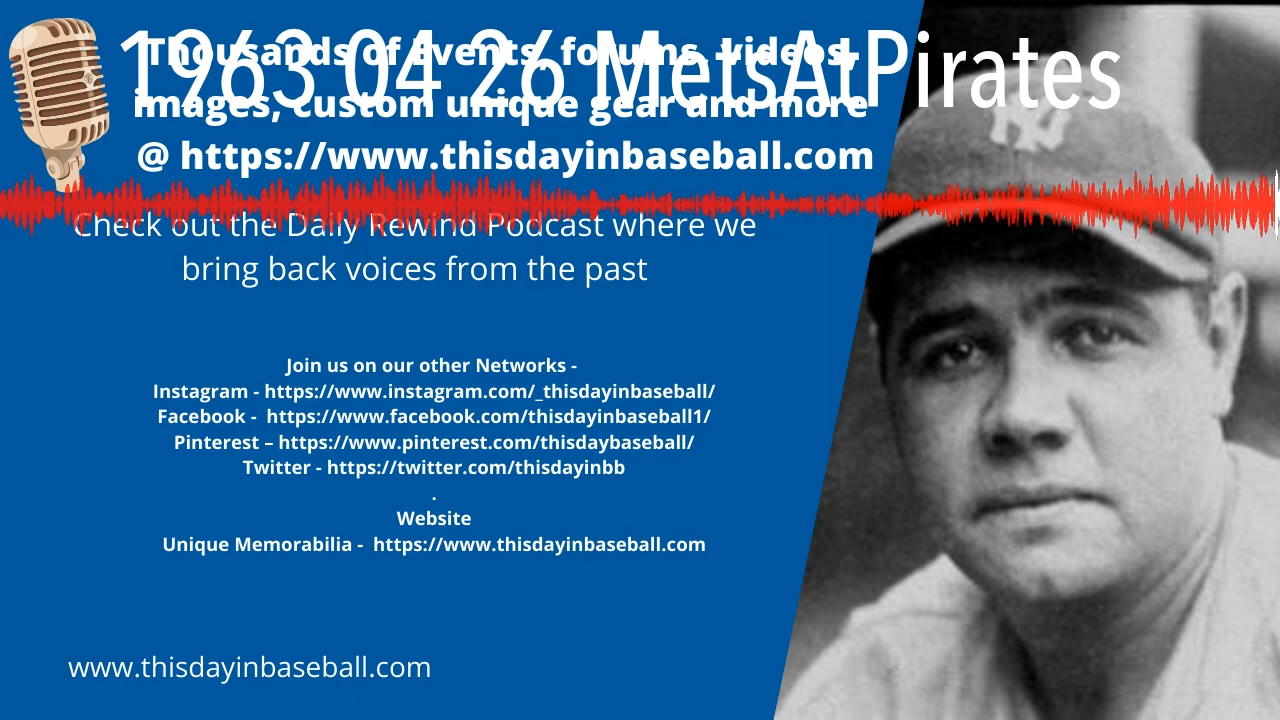 1963 04 26 MetsAtPirates
Thousands of Events, forums, videos,
images, custom unique gear and more
@ https://www.thisdayinbaseball.com
Check out the Daily Rewind Podcast where we
bring back voices from the past
Join us on our other Networks -
Instagram - https://www.instagram.com/_thisdayinbaseball/
Facebook - https://www.facebook.com/thisdayinbaseball1/
Pinterest – https://www.pinterest.com/thisdaybaseball/
Twitter - https://twitter.com/thisdayinbb
.
Website
Unique Memorabilia - https://www.thisdayinbaseball.com
www.thisdayinbaseball.com
NY